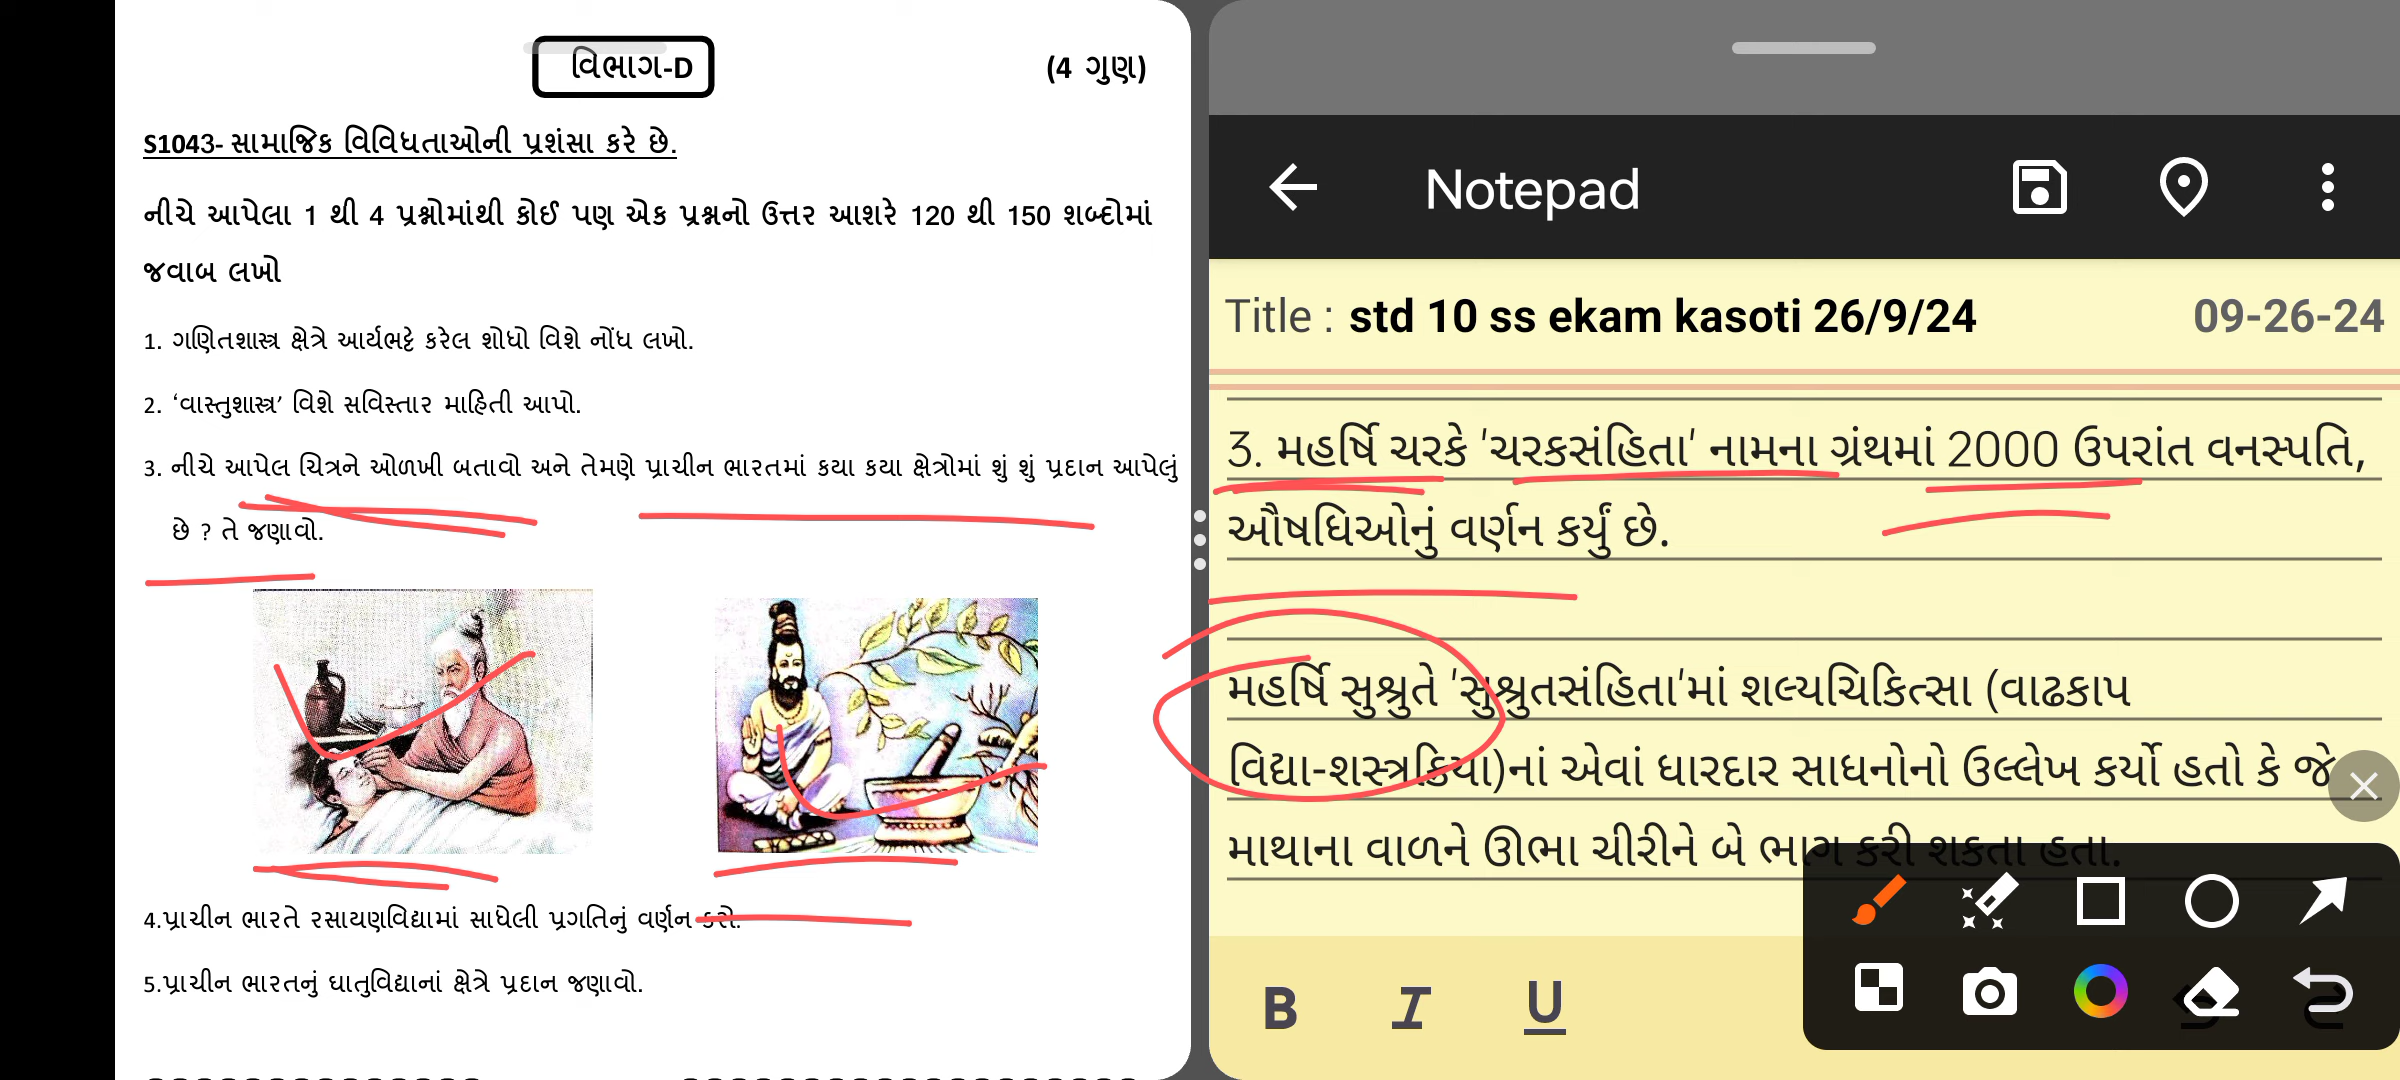 વિભાગ-D
(4 ગુણ)
S1043- સામાજિક વિવિધતાઓની પ્રશંસા કરે છે.
નીચે આપેલા 1 થી 4 પ્રશ્નોમાંથી કોઈ પણ એક પ્રશ્નનો ઉત્તર આશરે 120 થી 150 શબ્દોમાં
જવાબ લખો
1. ગણિતશાસ્ત્ર ક્ષેત્રે આર્યભટ્ટે કરેલ શોધો વિશે નોંધ લખો.
2. ‘વાસ્તુશાસ્ત્ર’ વિશે સવિસ્તાર માહિતી આપો.
3. નીચે આપેલ ચિત્રને ઓળખી બતાવો અને તેમણે પ્રાચીન ભારતમાં કયા કયા ક્ષેત્રોમાં શું શું પ્રદાન આપેલું
છે ? તે જણાવો.
4.પ્રાચીન ભારતે રસાયણવિદ્યામાં સાધેલી પ્રગતિનું વર્ણન કરો.
5.પ્રાચીન ભારતનું ધાતુવિદ્યાનાં ક્ષેત્રે પ્રદાન જણાવો.
Notepad
Title : std 10 ss ekam kasoti 26/9/24 09-26-24
3. મહર્ષિ ચરકે 'ચરકસંહિતા' નામના ગ્રંથમાં 2000 ઉપરાંત વનસ્પતિ,
ઔષધિઓનું વર્ણન કર્યું છે.
મહર્ષિ સુશ્રુતે 'સુશ્રુતસંહિતા'માં શલ્યચિકિત્સા (વાઢકાપ
વિદ્યા-શસ્ત્રક્રિયા)નાં એવાં ધારદાર સાધનોનો ઉલ્લેખ કર્યો હતો કે જે
માથાના વાળને ઊભા ચીરીને બે ભાગ કરી શકતા હતા.
B I U